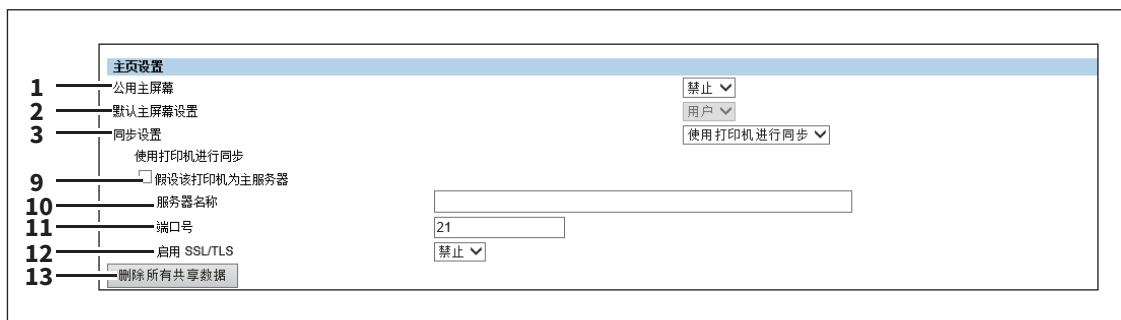 主页设置
1 公用主屏幕 禁止
2 默认主屏幕设置 用户
3 同步设置 使用打印机进行同步
使用打印机进行同步
9 假设该打印机为主服务器
10 服务器名称
11 端口号 21
12 启用 SSL/TLS 禁止
13 删除所有共享数据